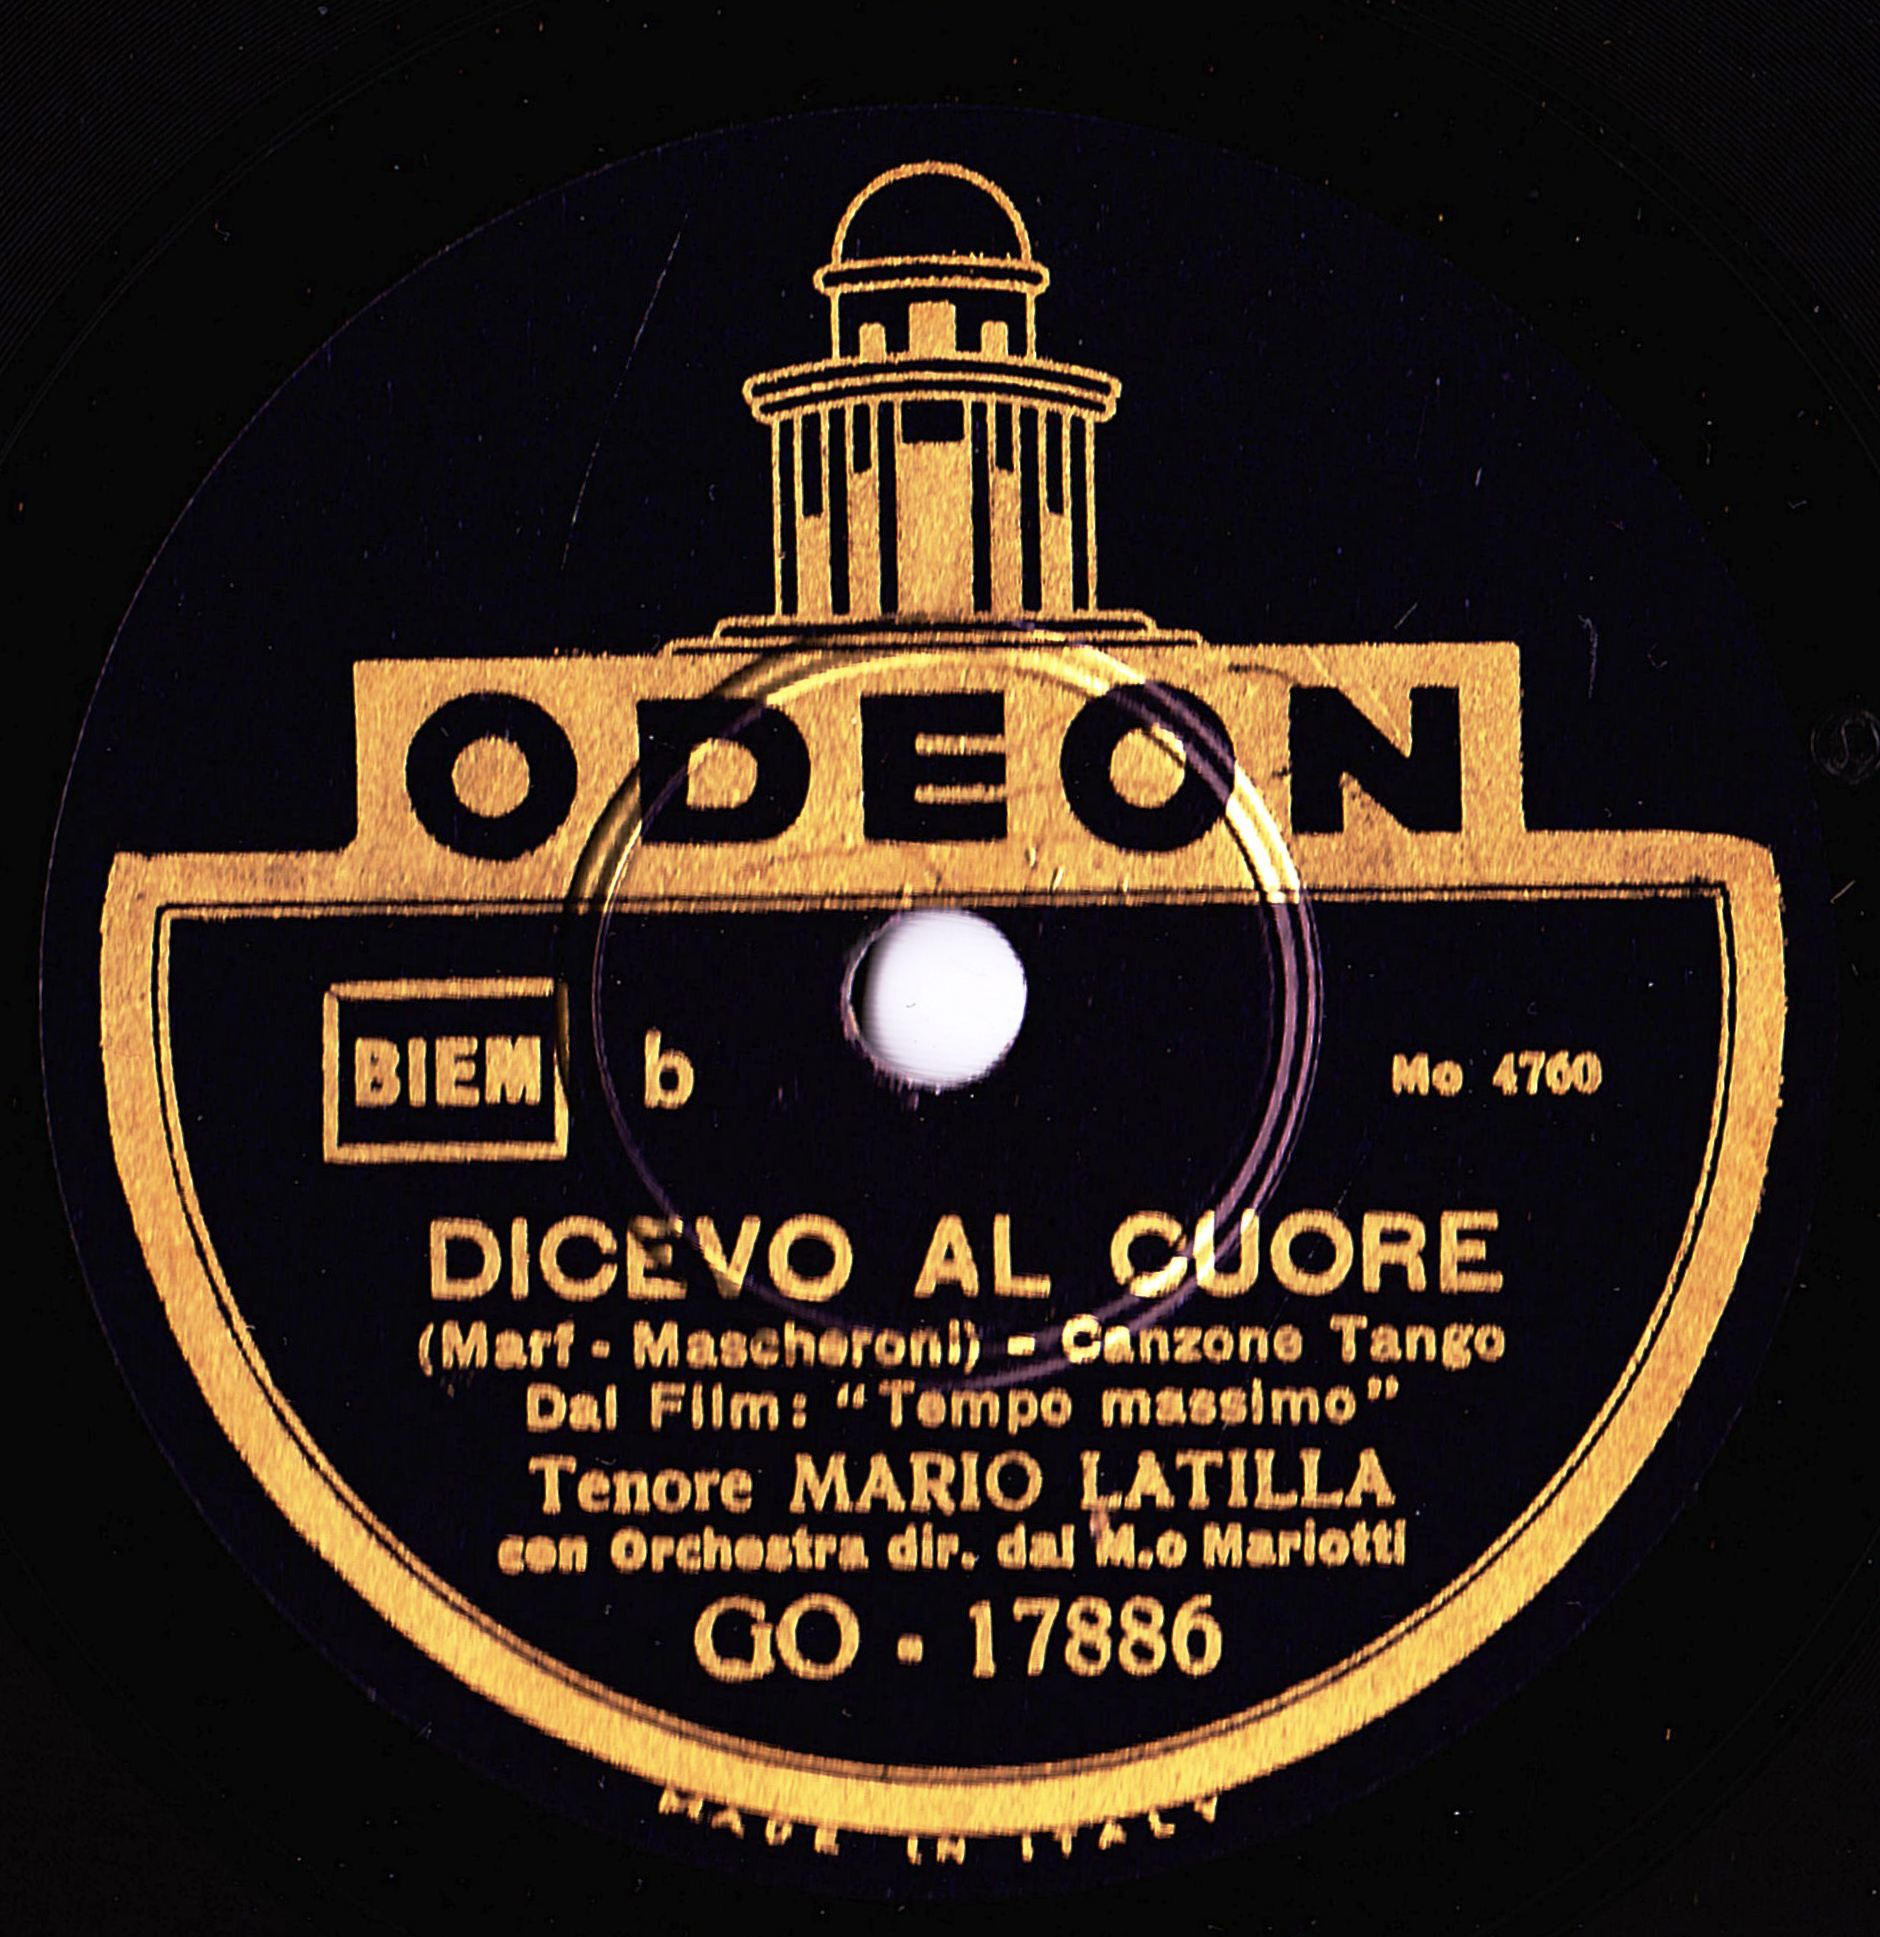 ODEON
BIEM b Mo 4760
DICEVO AL CUORE
(Marf - Mascheroni) - Canzone Tango
Dal Film: “Tempo massimo”
Tenore MARIO LATILLA
con Orchestra dir. dal M.o Mariotti
GO - 17886
MADE IN ITALY